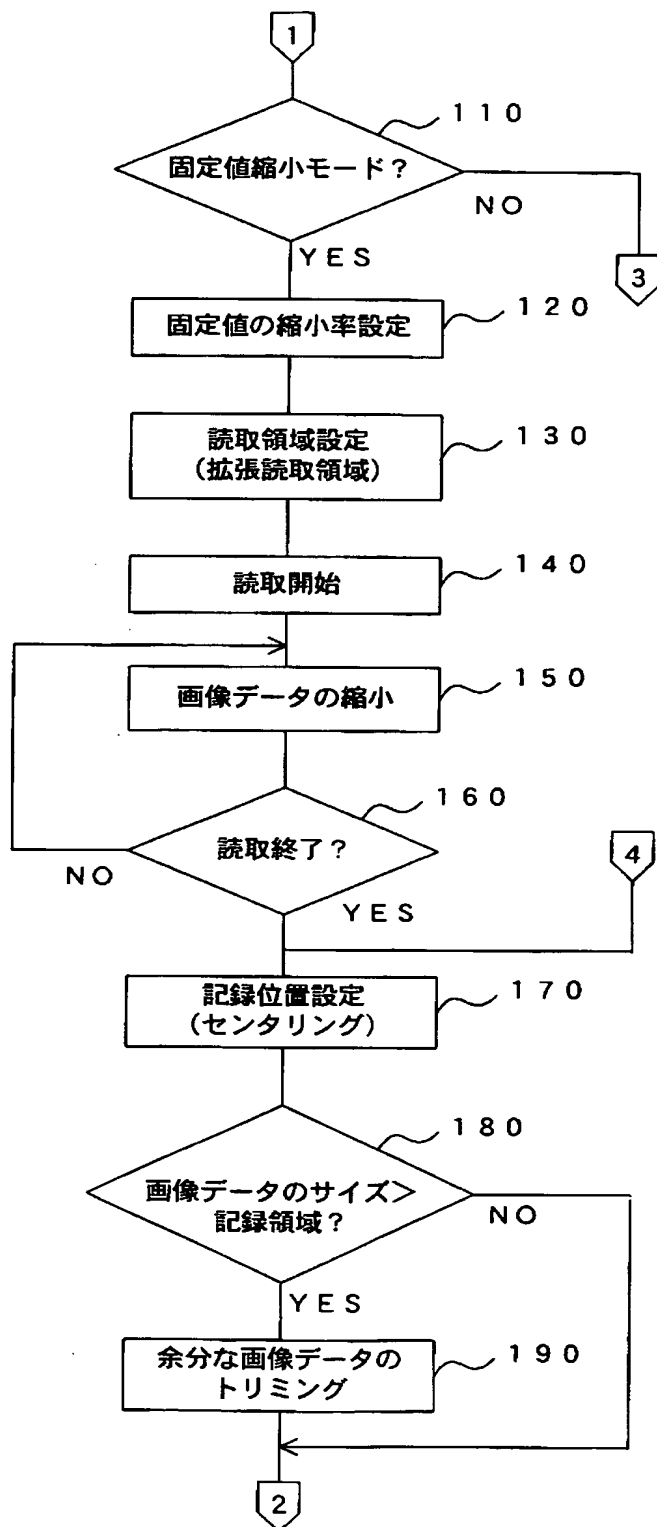 1
110
固定値縮小モード?
NO
YES
3
120
固定値の縮小率設定
130
読取領域設定
(拡張読取領域)
140
読取開始
150
画像データの縮小
160
読取終了?
4
NO
YES
170
記録位置設定
(センタリング)
180
画像データのサイズ>
記録領域?
NO
YES
190
余分な画像データの
トリミング
2